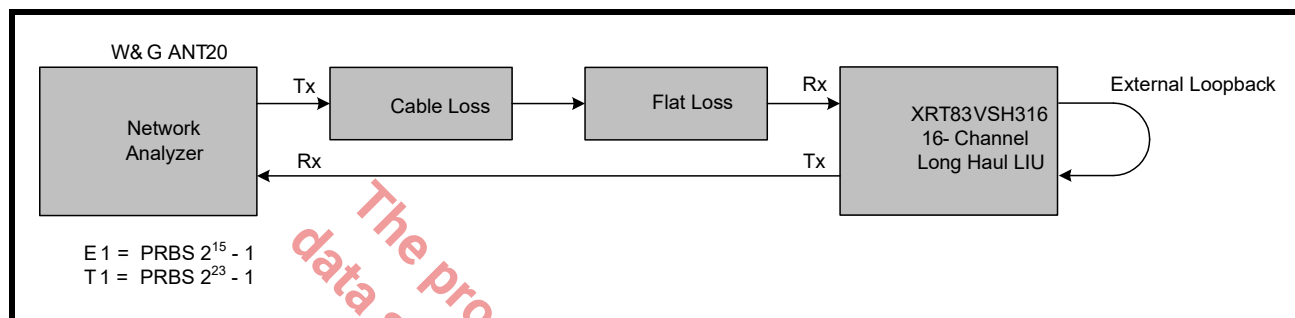 W& G ANT20
Network
Analyzer
Tx
Cable Loss
Flat Loss
Rx
XRT83VSH316
16- Channel
Long Haul LIU
External Loopback
Rx
Tx
E 1 = PRBS 2^15 - 1
T 1 = PRBS 2^23 - 1
The pro
data s